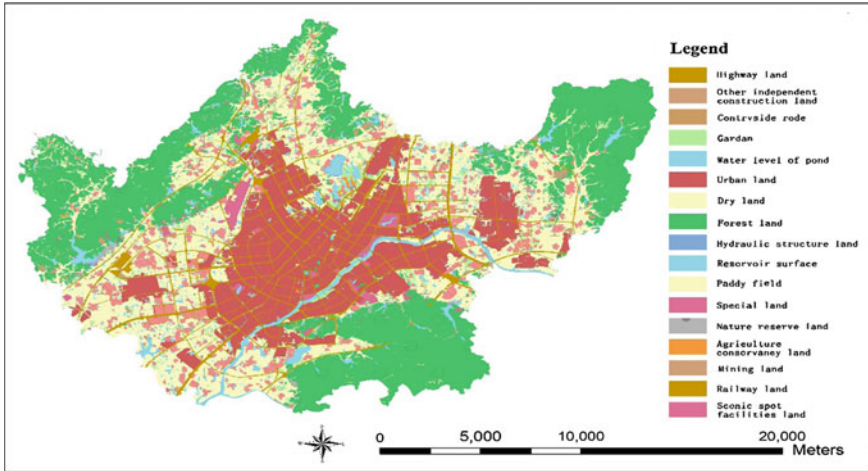 Legend
Highway land
Other independent
construction land
Contrvside rode
Gardan
Water level of pond
Urban land
Dry land
Forest land
Hydraulic structure land
Reservoir surface
Paddy field
Special land
Nature reserve land
Agriculture
consorvancy land
Mining land
Railway land
Sconic spot
facilities land
0 5,000 10,000 20,000
Meters